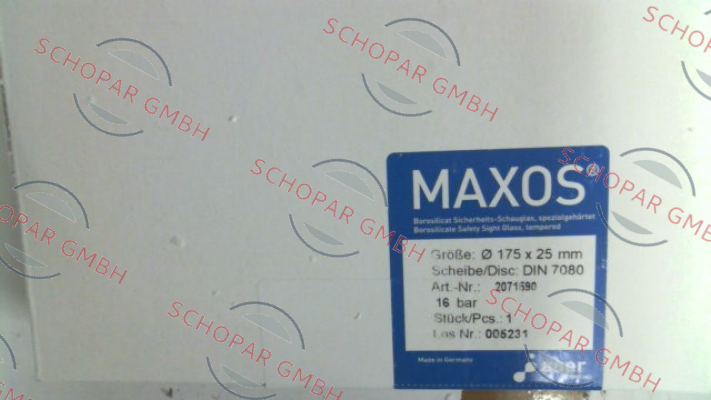 SCHOPAR GMBH
SCHOPAR GMBH
SCHOPAR GMBH
SCHOPAR GMBH
SCHOPAR GMBH
SCHOPAR GMBH
SCHOPAR GMBH
SCHOPAR GMBH
MAXOS®
Borosilicat Sicherheits-Schauglas, spezialgehärtet
Borosilicate Safety Sight Glass, tempered
Größe: Ø 175 x 25 mm
Scheibe/Disc: DIN 7080
Art.-Nr.: 2071690
16 bar
Stück/Pcs.: 1
Los Nr.: 005231
Made in Germany